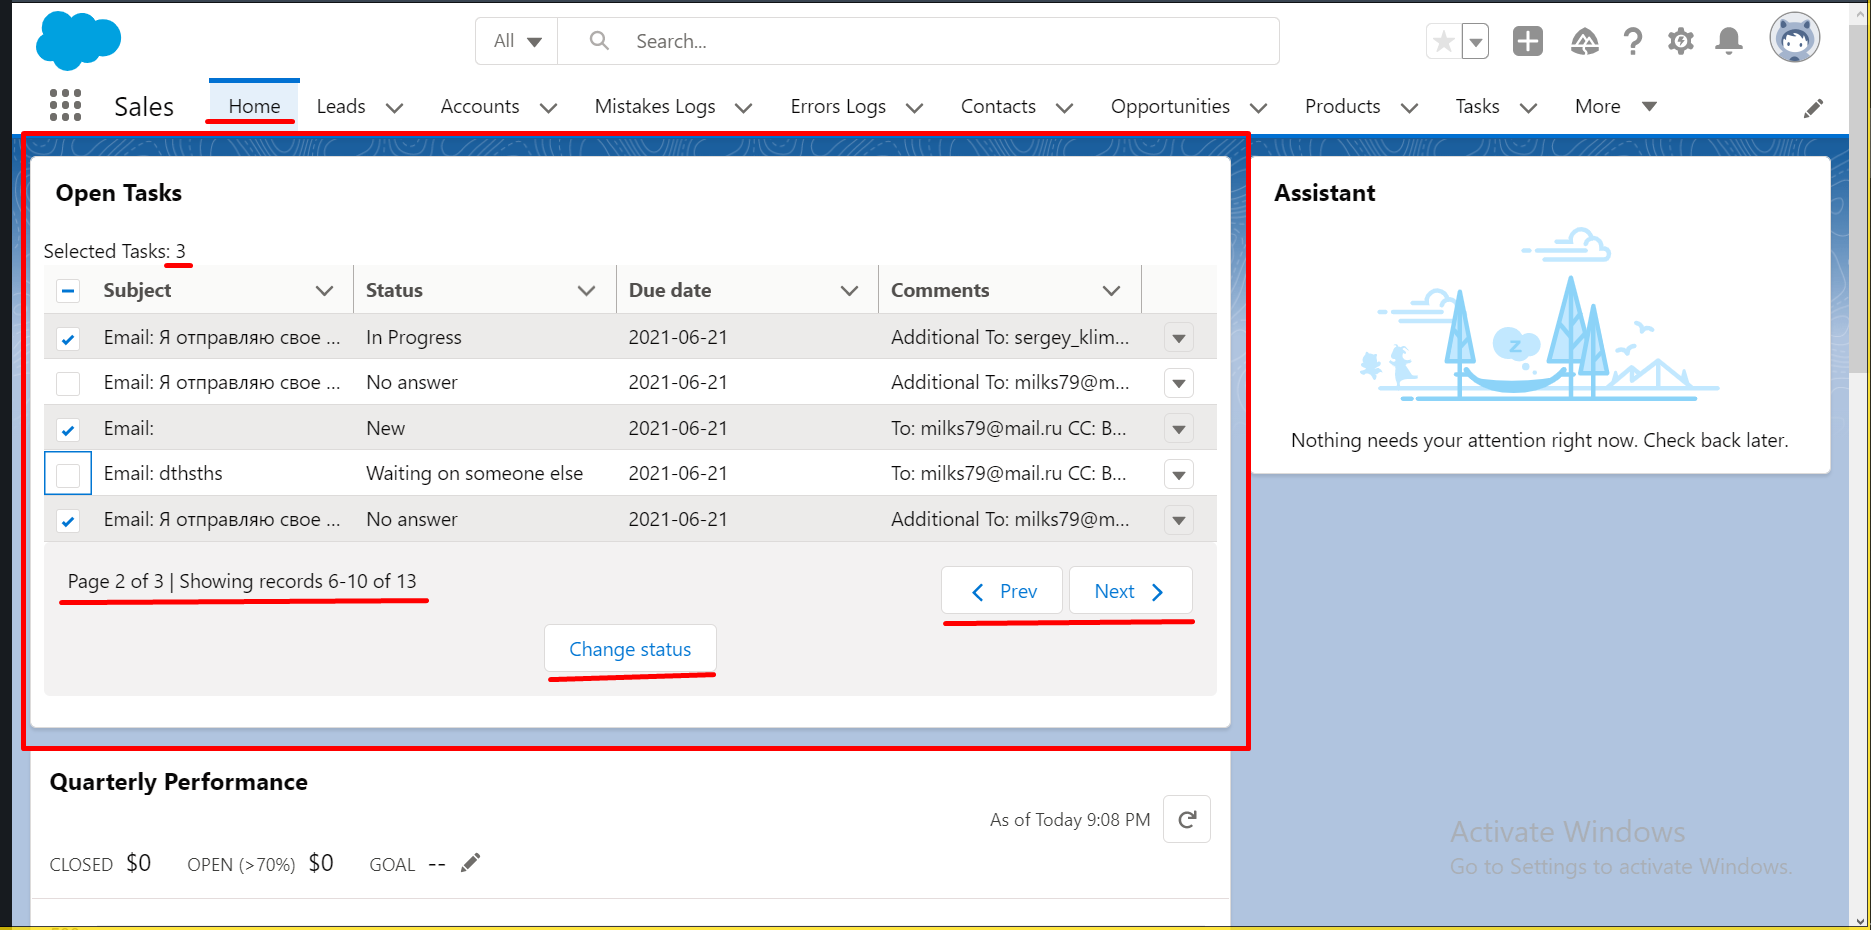 All Search...
Sales Home Leads Accounts Mistakes Logs Errors Logs Contacts Opportunities Products Tasks More
Open Tasks
Selected Tasks: 3
Subject Status Due date Comments
Email: Я отправляю свое ... In Progress 2021-06-21 Additional To: sergey_klim...
Email: Я отправляю свое ... No answer 2021-06-21 Additional To: milks79@m...
Email: New 2021-06-21 To: milks79@mail.ru CC: B...
Email: dthsths Waiting on someone else 2021-06-21 To: milks79@mail.ru CC: B...
Email: Я отправляю свое ... No answer 2021-06-21 Additional To: milks79@m...
Page 2 of 3 | Showing records 6-10 of 13
Prev Next
Change status
Assistant
z
Nothing needs your attention right now. Check back later.
Quarterly Performance
As of Today 9:08 PM
CLOSED $0 OPEN (>70%) $0 GOAL --
Activate Windows
Go to Settings to activate Windows.